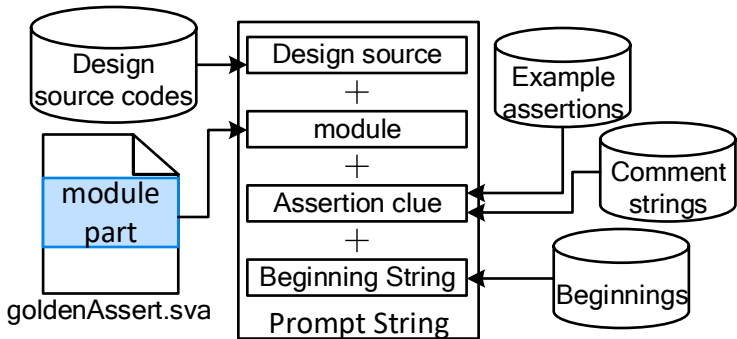 Design
source codes
module
part
goldenAssert.sva
Design source
+
module
+
Assertion clue
+
Beginning String
Prompt String
Example
assertions
Comment
strings
Beginnings